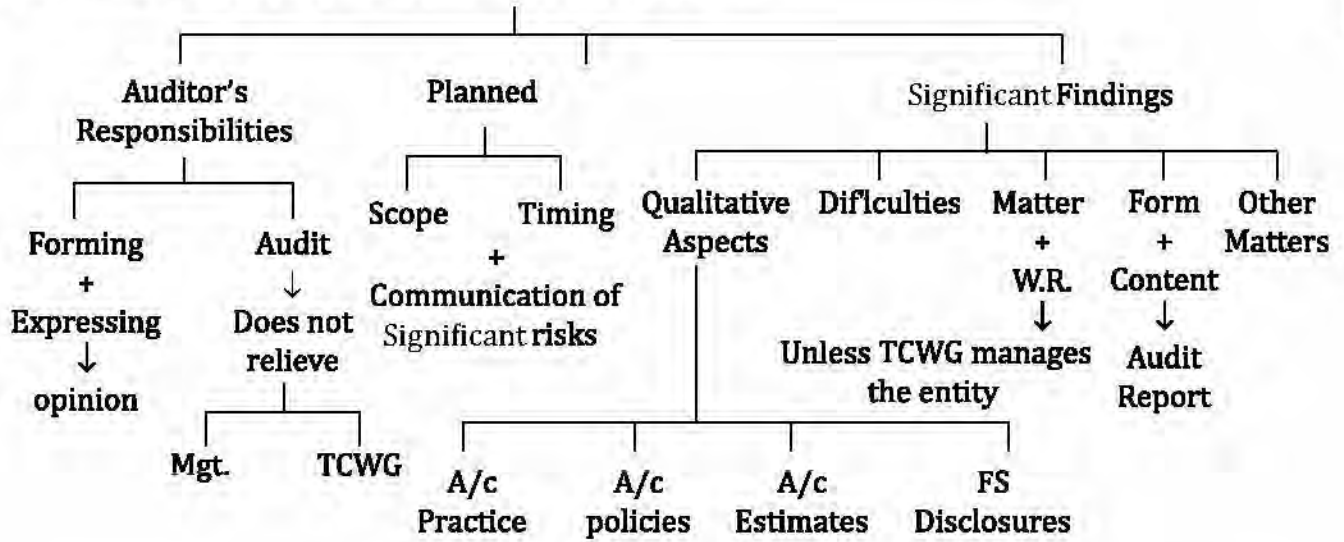 Auditor's
Responsibilities
Planned
Significant Findings
Forming
+
Expressing
↓
opinion
Audit
↓
Does not
relieve
Mgt.
TCWG
Scope
Timing
+
Communication of
Significant risks
Qualitative
Aspects
Dificulties
Matter
+
W.R.
↓
Unless TCWG manages
the entity
Form
+
Content
↓
Audit
Report
Other
Matters
A/c
Practice
A/c
policies
A/c
Estimates
FS
Disclosures